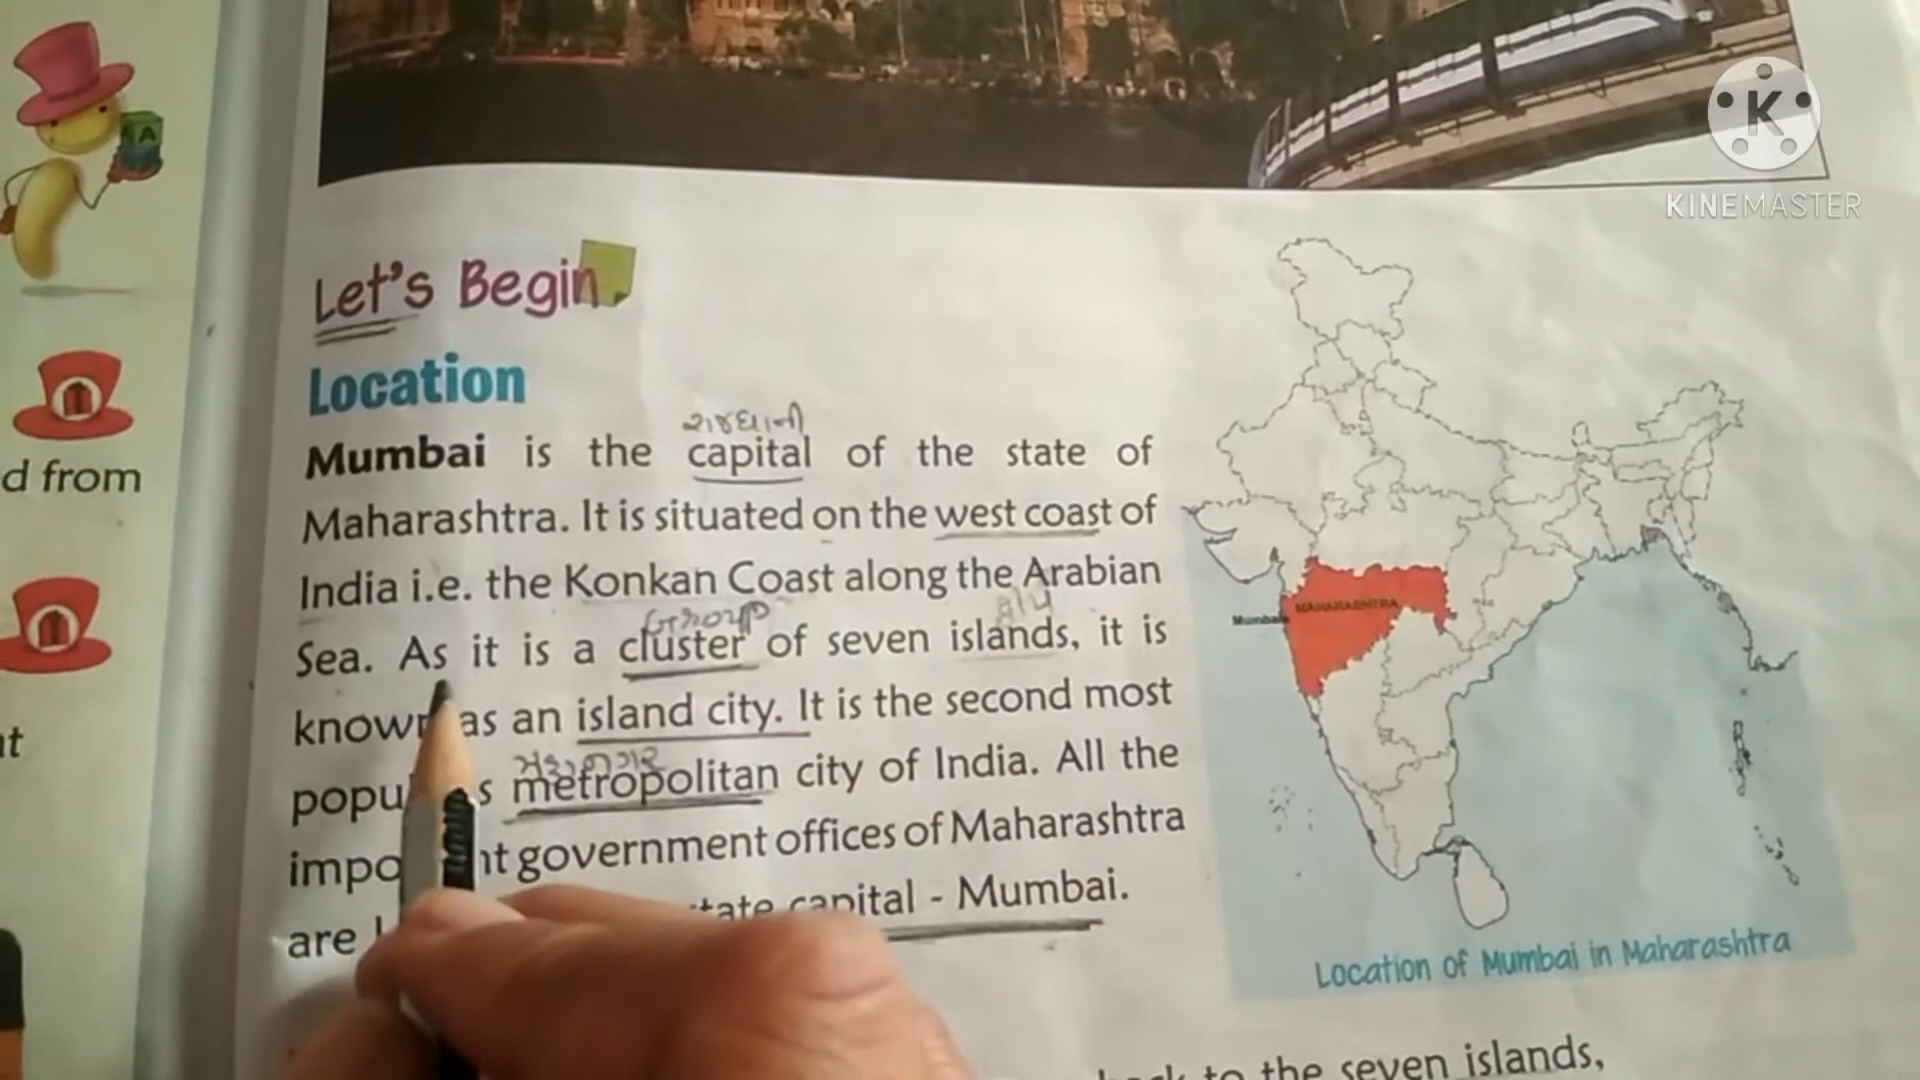 KINEMASTER
Let's Begin
Location
રાજધાની
Mumbai is the capital of the state of
Maharashtra. It is situated on the west coast of
India i.e. the Konkan Coast along the Arabian
Group
Sea. As it is a cluster of seven islands, it is
known as an island city. It is the second most
મહાનગર
metropolitan city of India. All the
government offices of Maharashtra
are
capital - Mumbai.
to the seven islands,
d from
A
K
MAHARASHTRA
Mumbai
Location of Mumbai in Maharashtra